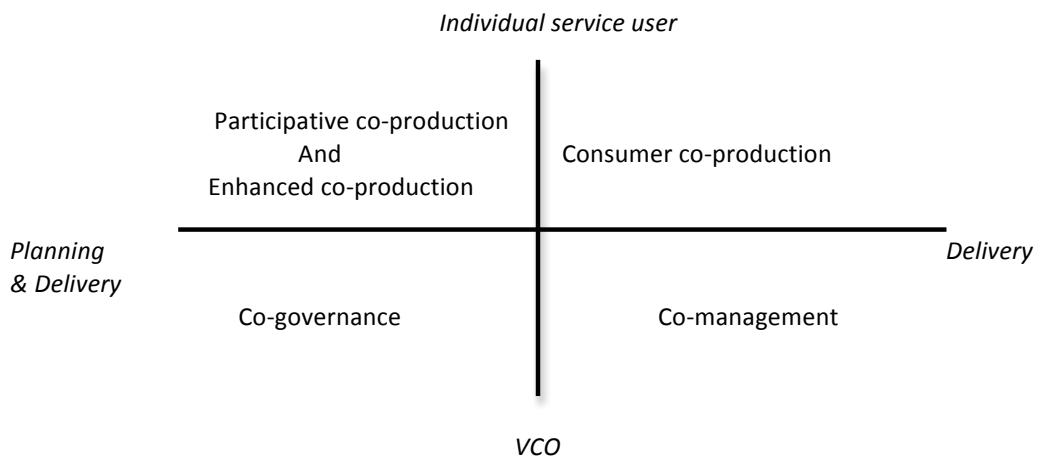 Individual service user
Participative co-production
And
Enhanced co-production
Consumer co-production
Planning
& Delivery
Delivery
Co-governance
Co-management
VCO